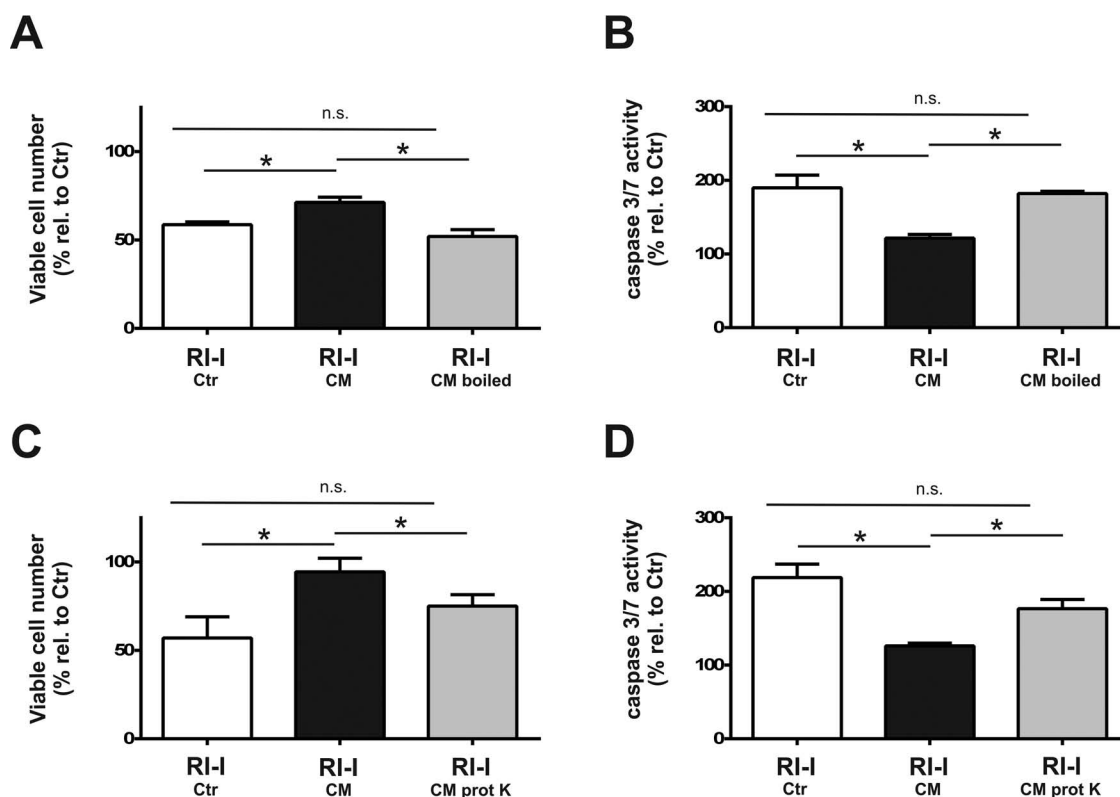 A
Viable cell number
(% rel. to Ctr)
100
50
0
n.s.
*
*
RI-I
Ctr
RI-I
CM
RI-I
CM boiled
B
caspase 3/7 activity
(% rel. to Ctr)
300
200
100
0
n.s.
*
*
RI-I
Ctr
RI-I
CM
RI-I
CM boiled
C
Viable cell number
(% rel. to Ctr)
100
50
0
n.s.
*
*
RI-I
Ctr
RI-I
CM
RI-I
CM prot K
D
caspase 3/7 activity
(% rel. to Ctr)
300
200
100
0
n.s.
*
*
RI-I
Ctr
RI-I
CM
RI-I
CM prot K